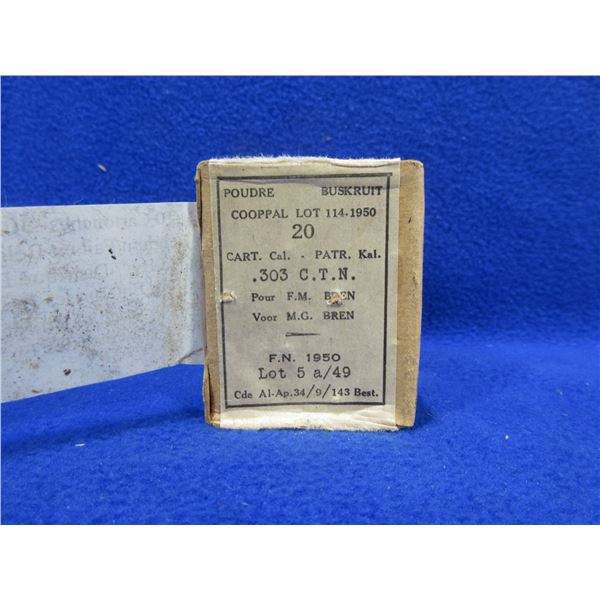 POUDRE BUSKRUIT
COOPPAL LOT 114-1950
20
CART. Cal. - PATR. Kal.
.303 C.T.N.
Pour F.M. BREN
Voor M.G. BREN
F.N. 1950
Lot 5 a/49
Cde Al-Ap.34/9/143 Best.